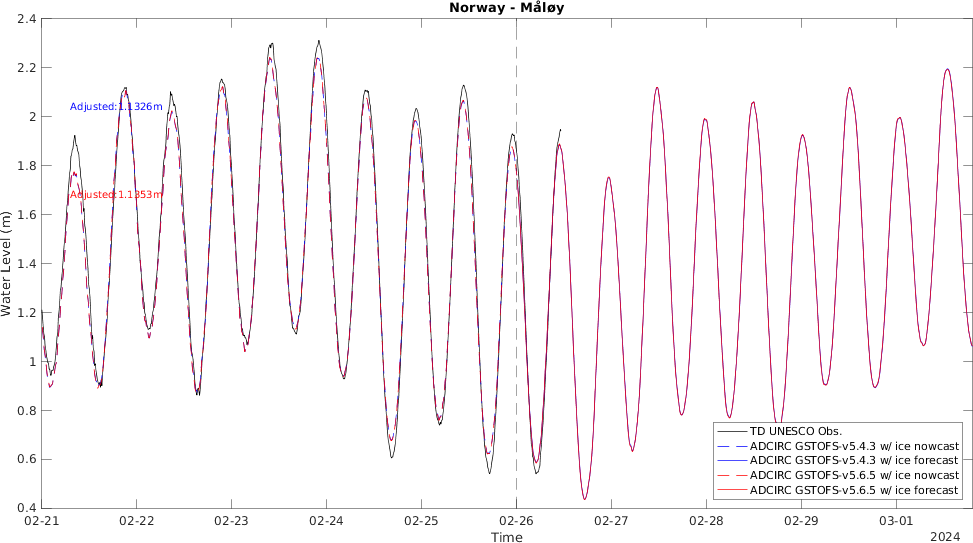 Norway - Måløy
2.4
2.2
2
1.8
1.6
1.4
1.2
1
0.8
0.6
0.4
Water Level (m)
Adjusted:1.1326m
Adjusted:1.1353m
TD UNESCO Obs.
ADCIRC GSTOFS-v5.4.3 w/ ice nowcast
ADCIRC GSTOFS-v5.4.3 w/ ice forecast
ADCIRC GSTOFS-v5.6.5 w/ ice nowcast
ADCIRC GSTOFS-v5.6.5 w/ ice forecast
02-21 02-22 02-23 02-24 02-25 02-26 02-27 02-28 02-29 03-01
Time
2024